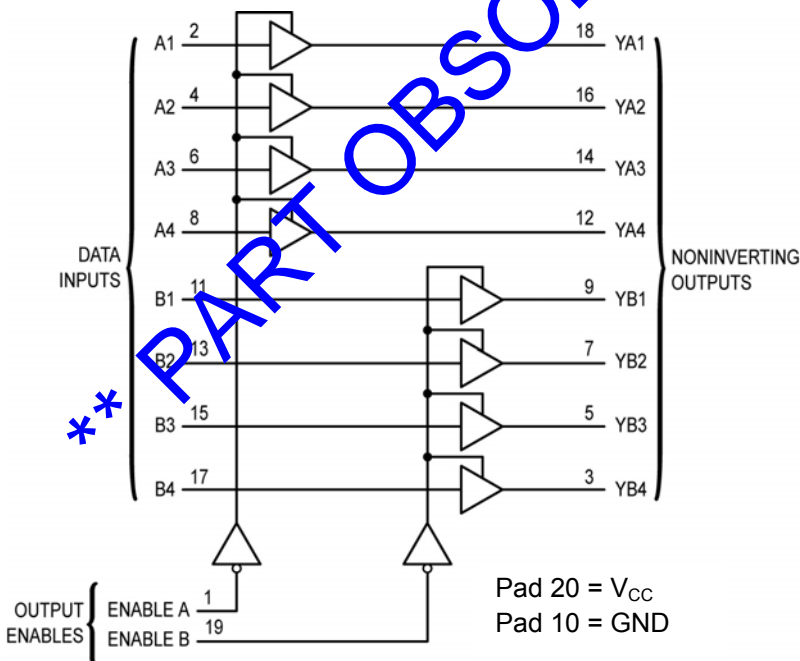 A1 2 18 YA1
A2 4 16 YA2
A3 6 14 YA3
A4 8 12 YA4
DATA
INPUTS
NONINVERTING
OUTPUTS
B1 11 9 YB1
B2 13 7 YB2
B3 15 5 YB3
B4 17 3 YB4
OUTPUT
ENABLES
ENABLE A 1
ENABLE B 19
Pad 20 = VCC
Pad 10 = GND
** PART